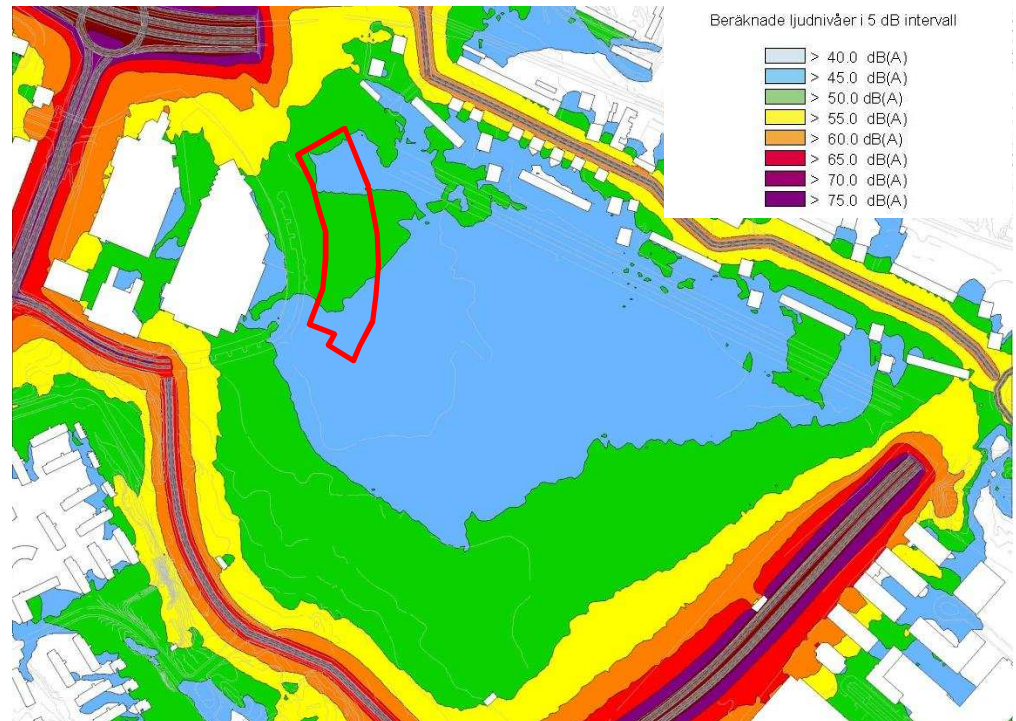 Beräknade ljudnivåer i 5 dB intervall
> 40.0 dB(A)
> 45.0 dB(A)
> 50.0 dB(A)
> 55.0 dB(A)
> 60.0 dB(A)
> 65.0 dB(A)
> 70.0 dB(A)
> 75.0 dB(A)